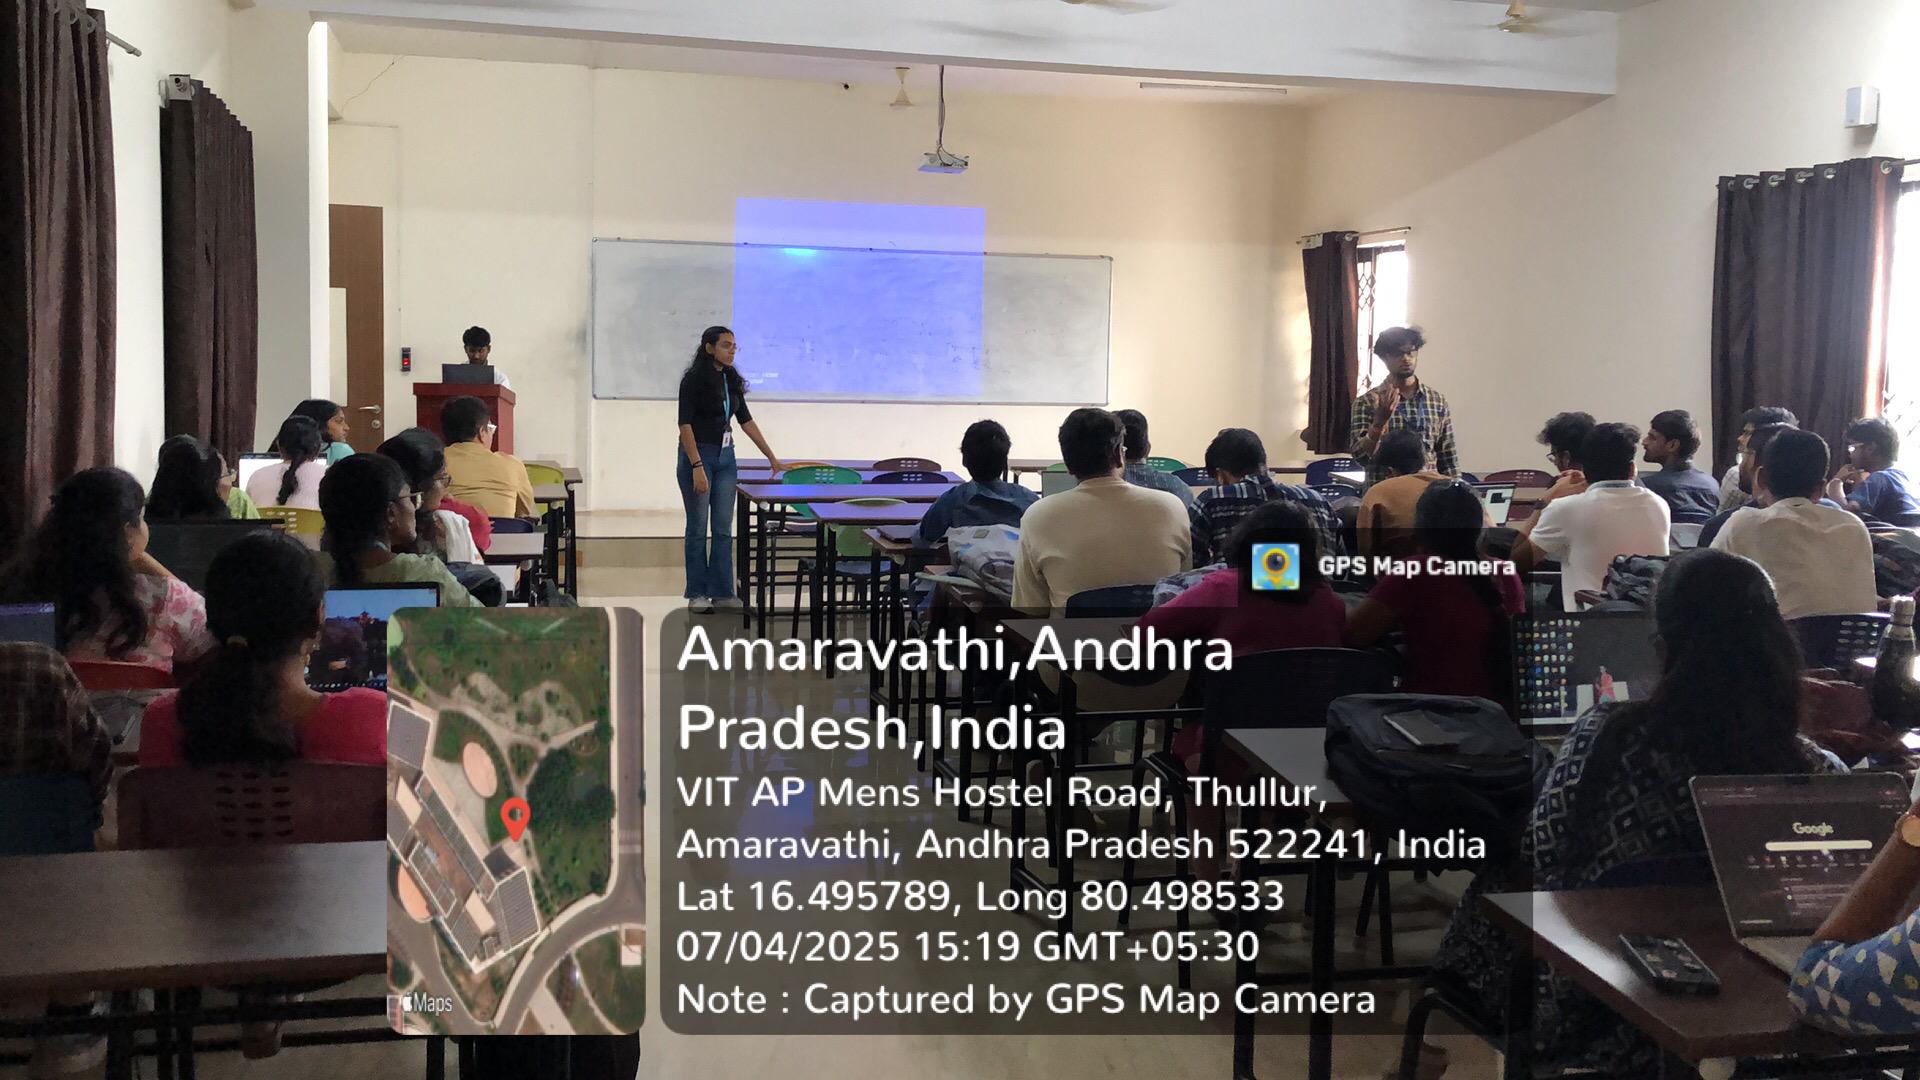 GPS Map Camera
Amaravathi,Andhra
Pradesh,India
VIT AP Mens Hostel Road, Thullur,
Amaravathi, Andhra Pradesh 522241, India
Lat 16.495789, Long 80.498533
07/04/2025 15:19 GMT+05:30
Note : Captured by GPS Map Camera
Maps
Google